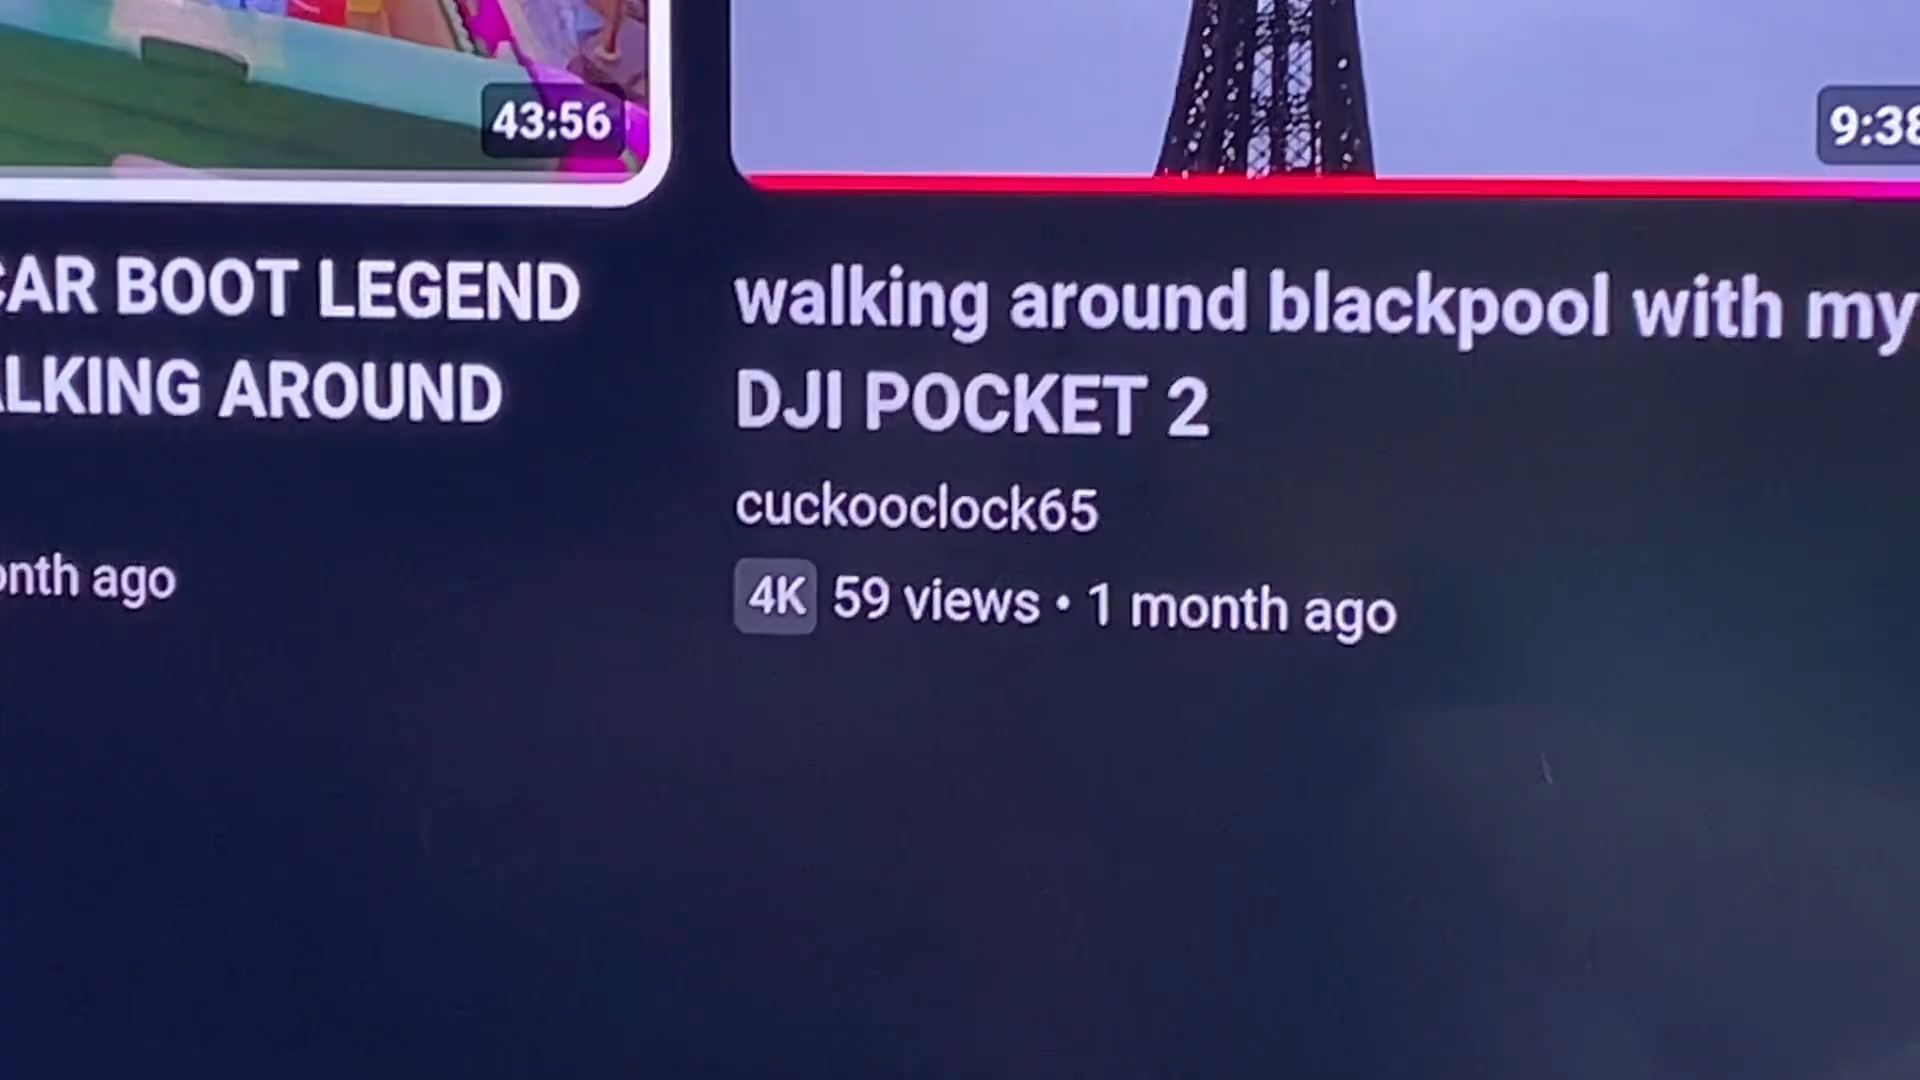 43:56
CAR BOOT LEGEND
ALKING AROUND
onth ago
9:38
walking around blackpool with my
DJI POCKET 2
cuckooclock65
4K 59 views • 1 month ago